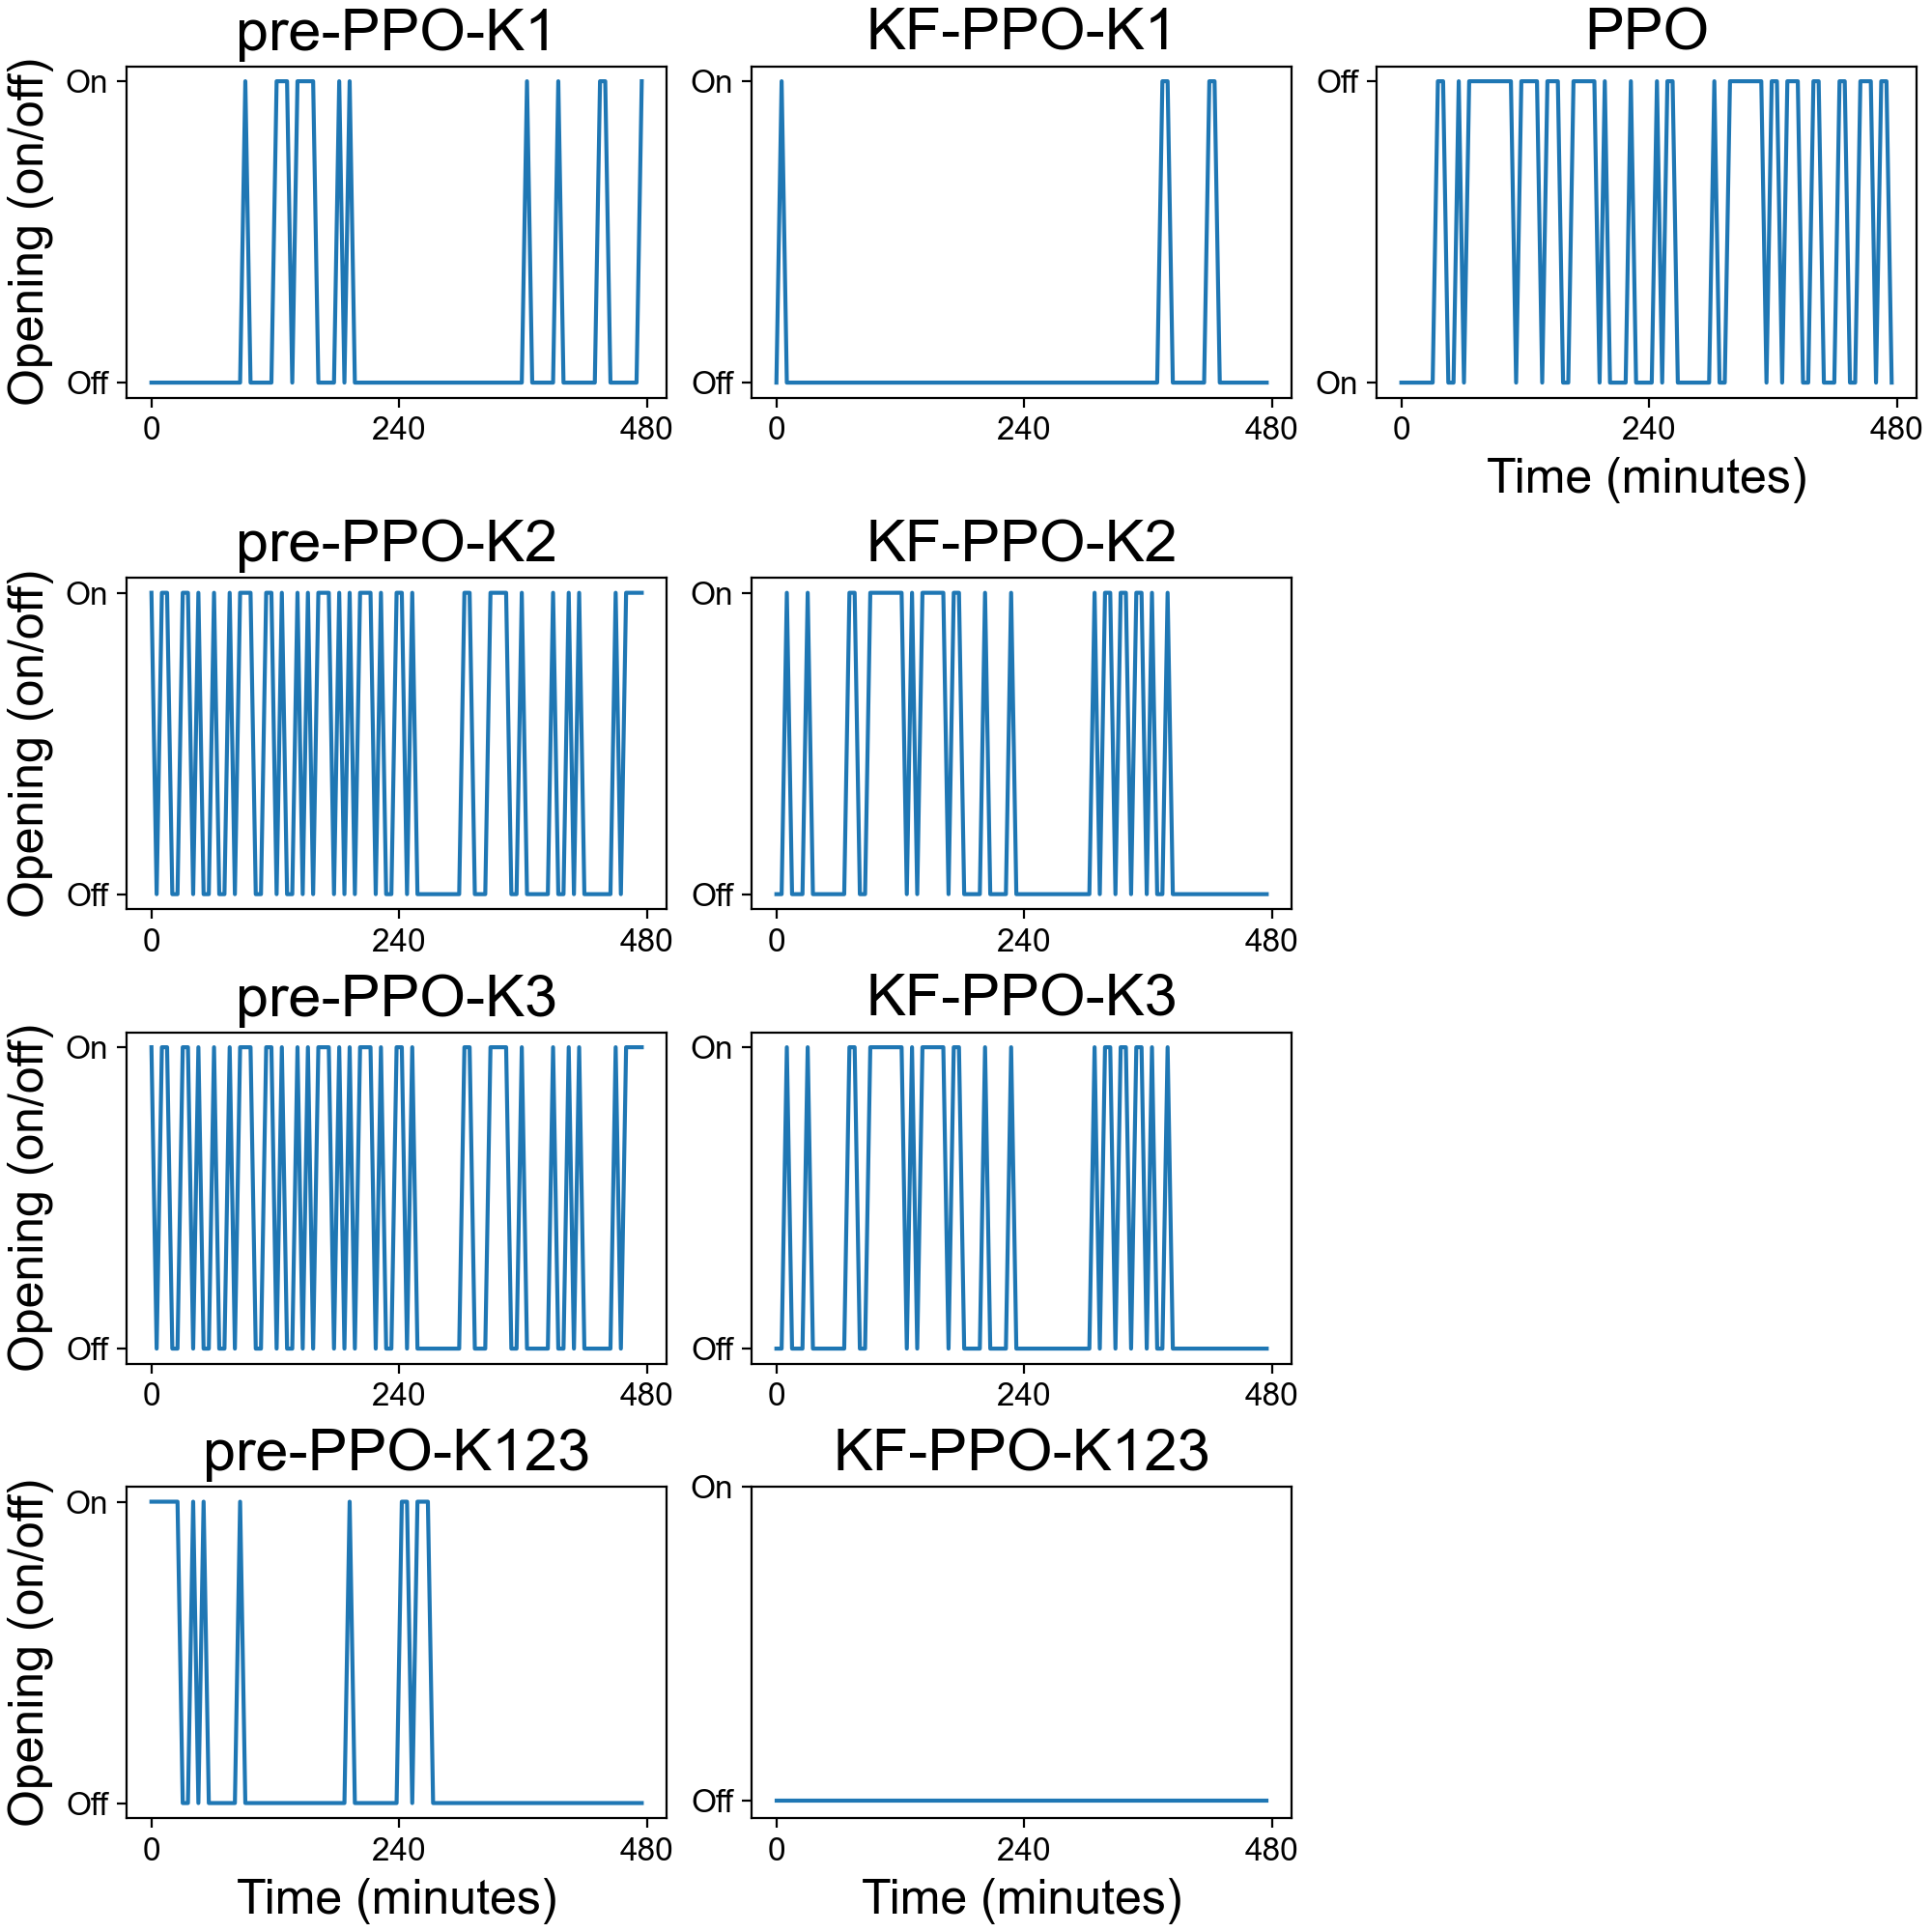 pre-PPO-K1
KF-PPO-K1
PPO
Opening (on/off)
On
Off
0
240
480
On
Off
0
240
480
Off
On
0
240
480
Time (minutes)
pre-PPO-K2
KF-PPO-K2
Opening (on/off)
On
Off
0
240
480
On
Off
0
240
480
pre-PPO-K3
KF-PPO-K3
Opening (on/off)
On
Off
0
240
480
On
Off
0
240
480
pre-PPO-K123
KF-PPO-K123
Opening (on/off)
On
Off
0
240
480
Time (minutes)
On
Off
0
240
480
Time (minutes)